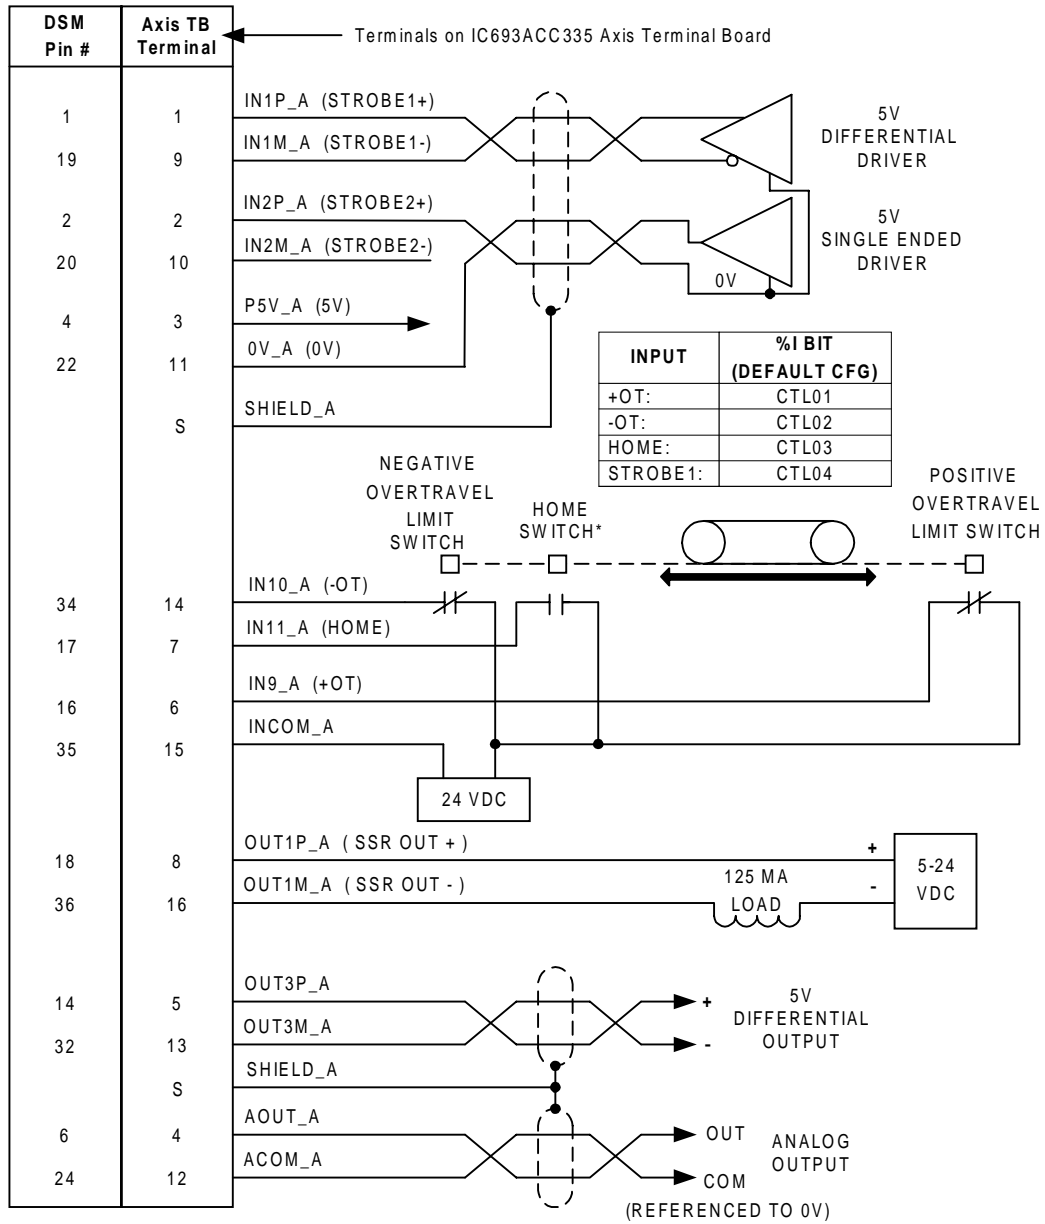 DSM
Pin #
Axis TB
Terminal
Terminals on IC693ACC335 Axis Terminal Board
1 1 IN1P_A (STROBE1+)
19 9 IN1M_A (STROBE1-)
5V
DIFFERENTIAL
DRIVER
2 2 IN2P_A (STROBE2+)
20 10 IN2M_A (STROBE2-)
5V
SINGLE ENDED
DRIVER
0V
4 3 P5V_A (5V)
22 11 0V_A (0V)
S SHIELD_A
INPUT %I BIT
(DEFAULT CFG)
+OT: CTL01
-OT: CTL02
HOME: CTL03
STROBE1: CTL04
NEGATIVE
OVERTRAVEL
LIMIT
SWITCH
HOME
SWITCH*
POSITIVE
OVERTRAVEL
LIMIT SWITCH
34 14 IN10_A (-OT)
17 7 IN11_A (HOME)
16 6 IN9_A (+OT)
35 15 INCOM_A
24 VDC
18 8 OUT1P_A ( SSR OUT + )
36 16 OUT1M_A ( SSR OUT - )
125 MA
LOAD
+
-
5-24
VDC
14 5 OUT3P_A
32 13 OUT3M_A
+
-
5V
DIFFERENTIAL
OUTPUT
S SHIELD_A
6 4 AOUT_A
24 12 ACOM_A
OUT
COM
ANALOG
OUTPUT
(REFERENCED TO 0V)